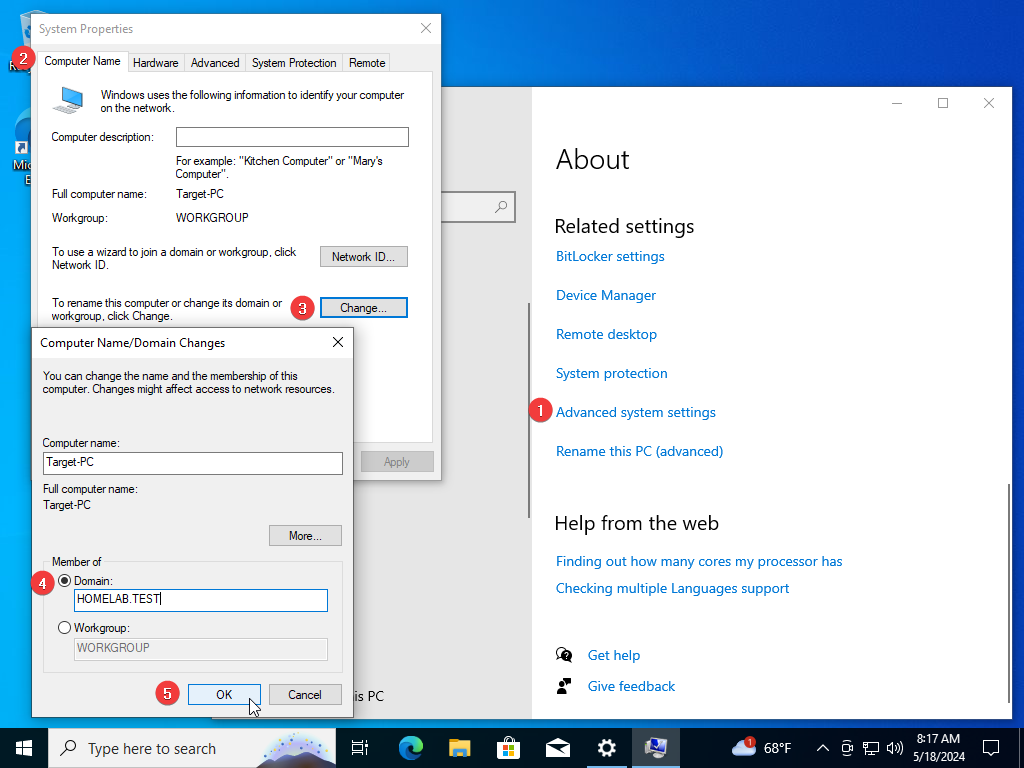 System Properties
2
Computer Name
Hardware
Advanced
System Protection
Remote
Windows uses the following information to identify your computer
on the network.
Computer description:
For example: "Kitchen Computer" or "Mary's
Computer".
Full computer name:
Target-PC
Workgroup:
WORKGROUP
To use a wizard to join a domain or workgroup, click
Network ID.
Network ID...
To rename this computer or change its domain or
workgroup, click Change.
3
Change...
Apply
Computer Name/Domain Changes
You can change the name and the membership of this
computer. Changes might affect access to network resources.
Computer name:
Target-PC
Full computer name:
Target-PC
More...
Member of
4
Domain:
HOMELAB.TEST
Workgroup:
WORKGROUP
5
OK
Cancel
is PC
About
Related settings
BitLocker settings
Device Manager
Remote desktop
System protection
1
Advanced system settings
Rename this PC (advanced)
Help from the web
Finding out how many cores my processor has
Checking multiple Languages support
Get help
Give feedback
Type here to search
1
68°F
8:17 AM
5/18/2024